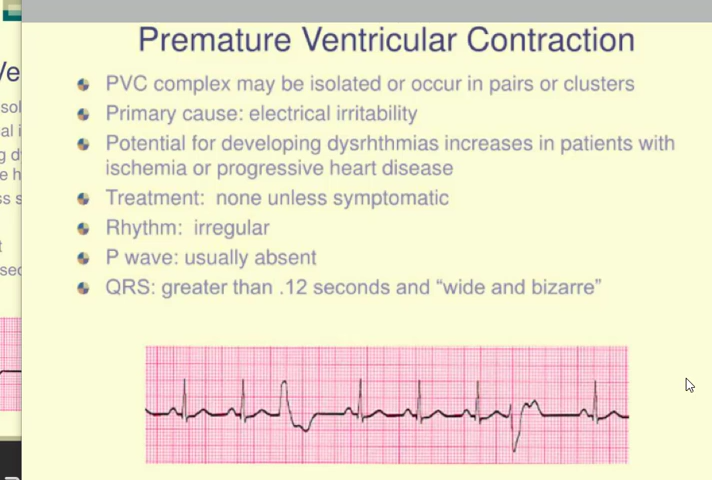 Premature Ventricular Contraction
PVC complex may be isolated or occur in pairs or clusters
Primary cause: electrical irritability
Potential for developing dysrhthmias increases in patients with
ischemia or progressive heart disease
Treatment: none unless symptomatic
Rhythm: irregular
P wave: usually absent
QRS: greater than .12 seconds and “wide and bizarre”